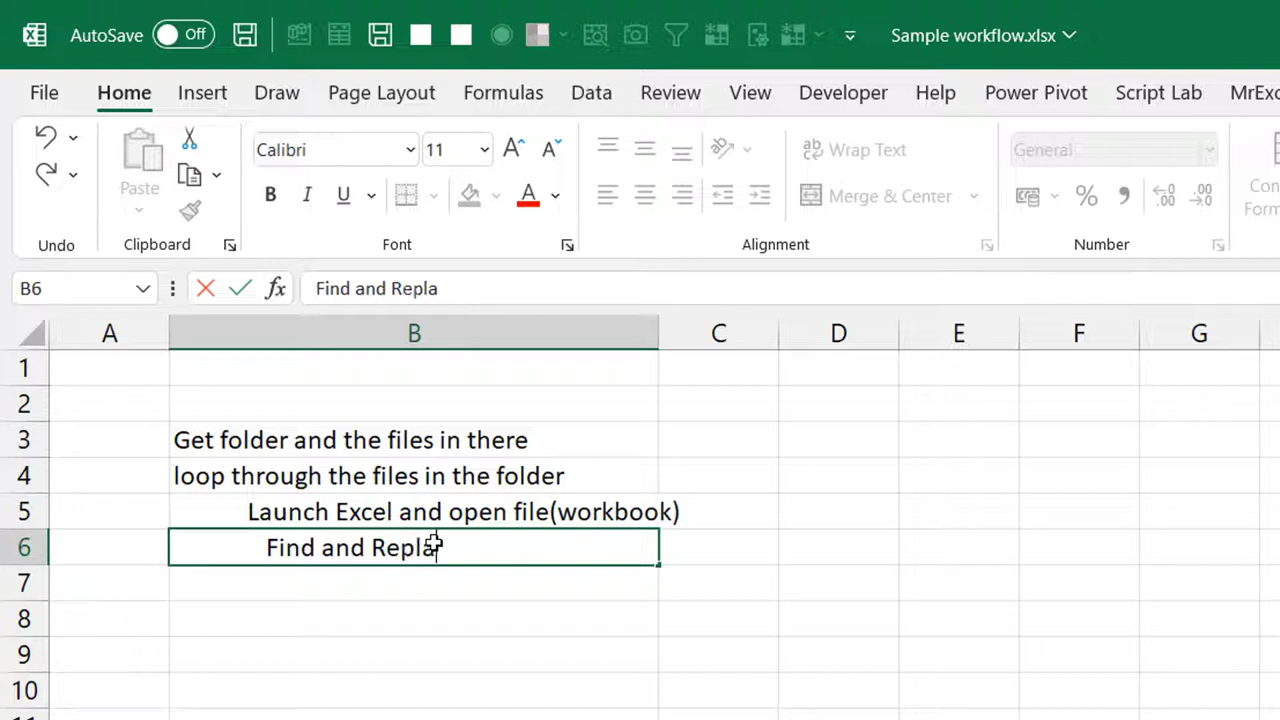 AutoSave Off Sample workflow.xlsx
File Home Insert Draw Page Layout Formulas Data Review View Developer Help Power Pivot Script Lab MrExc
Paste Calibri 11 Wrap Text General Con
B I U A Merge & Center % Form
Undo Clipboard Font Alignment Number
B6 fx Find and Repla
A B C D E F G
1
2
3 Get folder and the files in there
4 loop through the files in the folder
5 Launch Excel and open file(workbook)
6 Find and Repla
7
8
9
10